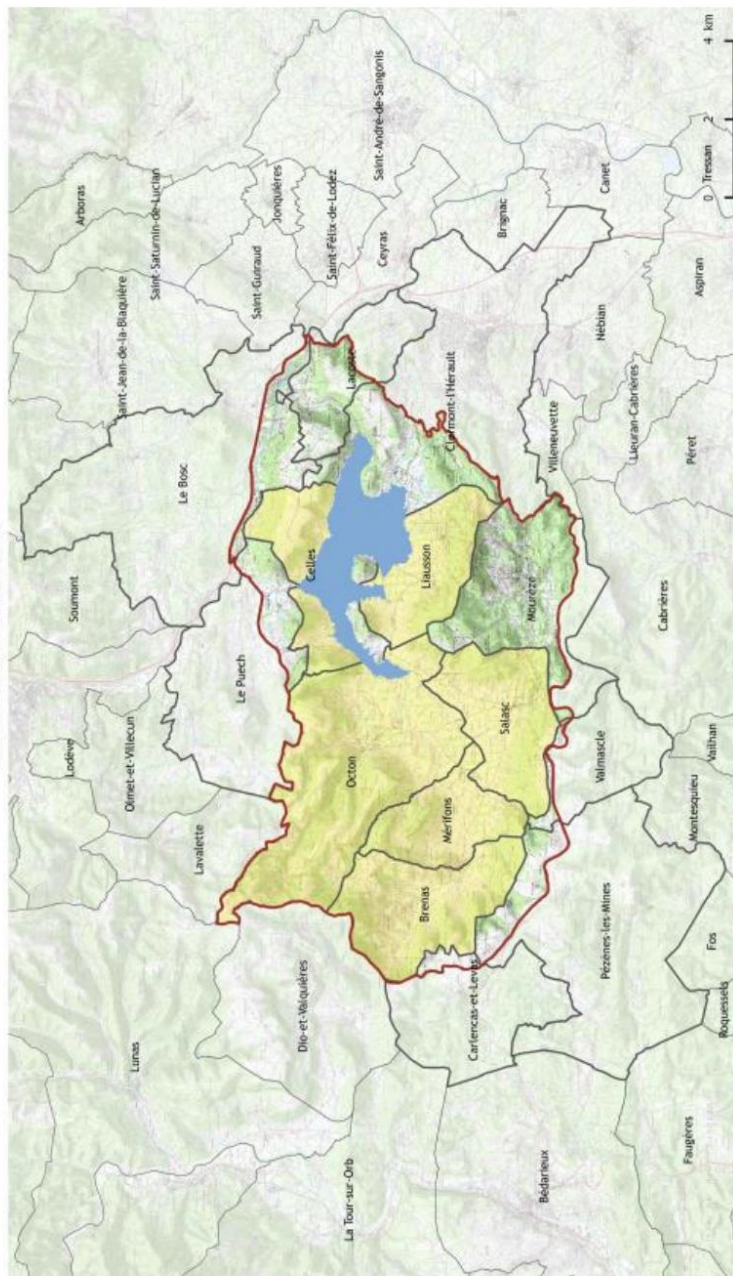 Lodève
Soumont
Arboras
Saint-Jean-de-la-Blaquière
Lunas
Olmet-et-Villecun
Saint-Saturnin-de-Lucian
Le Bosc
Lavalette
Le Puech
Saint-Guiraud
Jonquières
Dio-et-Valquières
Celles
Saint-Félix-de-Lodez
La Tour-sur-Orb
Octon
Lacoste
Saint-André-de-Sangonis
Ceyras
Brenas
Liausson
Mérifons
Clermont-l'Hérault
Carlencas-et-Levas
Salasc
Brignac
Mourèze
Bédarieux
Villeneuvette
Pézènes-les-Mines
Valmascle
Nébian
Canet
Lieuran-Cabrières
Cabrières
Faugères
Montesquieu
Péret
Aspiran
Fos
Vailhan
Tressan
Roquessels
0 2 4 km